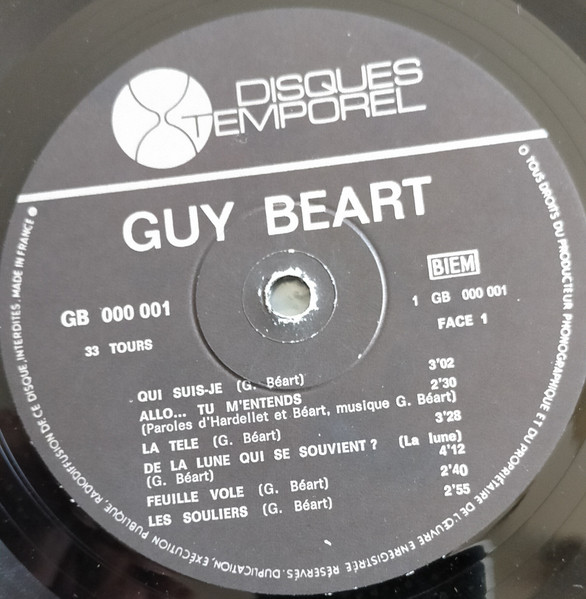 DISQUES
TEMPOREL
GUY BEART
BIEM
GB 000 001
1 GB 000 001
33 TOURS
FACE 1
QUI SUIS-JE (G. Béart) 3'02
ALLO... TU M'ENTENDS 2'30
(Paroles d'Hardellet et Béart, musique G. Béart)
LA TELE (G. Béart) 3'28
DE LA LUNE QUI SE SOUVIENT ? (La lune)
(G. Béart) 4'12
FEUILLE VOLE (G. Béart) 2'40
LES SOULIERS (G. Béart) 2'55
TOUS DROITS DU PRODUCTEUR PHONOGRAPHIQUE ET DU PROPRIÉTAIRE DE L'ŒUVRE ENREGISTRÉE RÉSERVÉS. DUPLICATION, EXÉCUTION PUBLIQUE, RADIODIFFUSION DE CE DISQUE, INTERDITES. MADE IN FRANCE